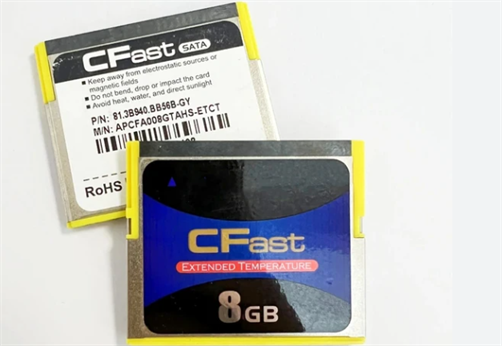 CFast SATA
Keep away from electrostatic sources or
magnetic fields
Do not bend, drop or impact the card
Avoid heat, water, and direct sunlight
P/N: 81.3B940.BB56B-GY
M/N: APCFA008GTAHS-ETCT
RoHS
CFast
EXTENDED TEMPERATURE
8GB